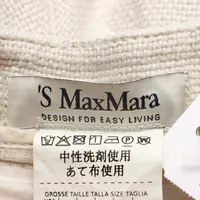 'S MaxMara
DESIGN FOR EASY LIVING
中性洗剤使用
あて布使用
GRÖSSE TAILLE TALLA SIZE TAGLIA